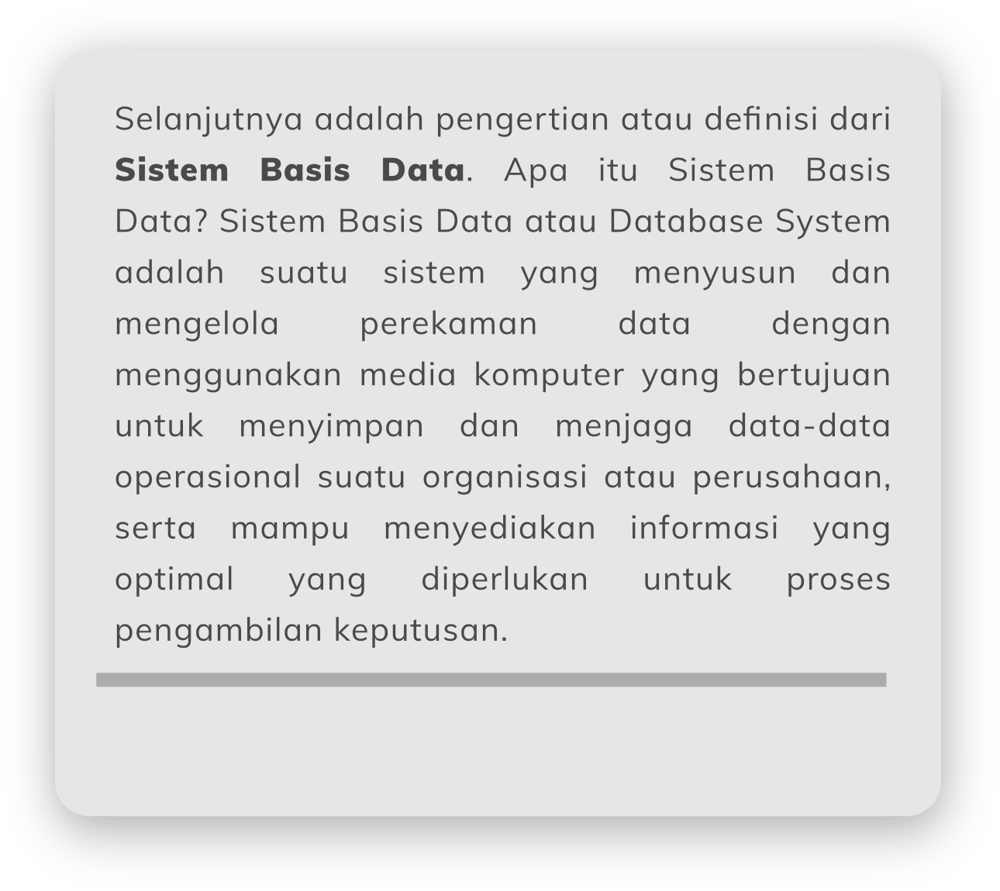 Selanjutnya adalah pengertian atau definisi dari
Sistem Basis Data. Apa itu Sistem Basis
Data? Sistem Basis Data atau Database System
adalah suatu sistem yang menyusun dan
mengelola perekaman data dengan
menggunakan media komputer yang bertujuan
untuk menyimpan dan menjaga data-data
operasional suatu organisasi atau perusahaan,
serta mampu menyediakan informasi yang
optimal yang diperlukan untuk proses
pengambilan keputusan.